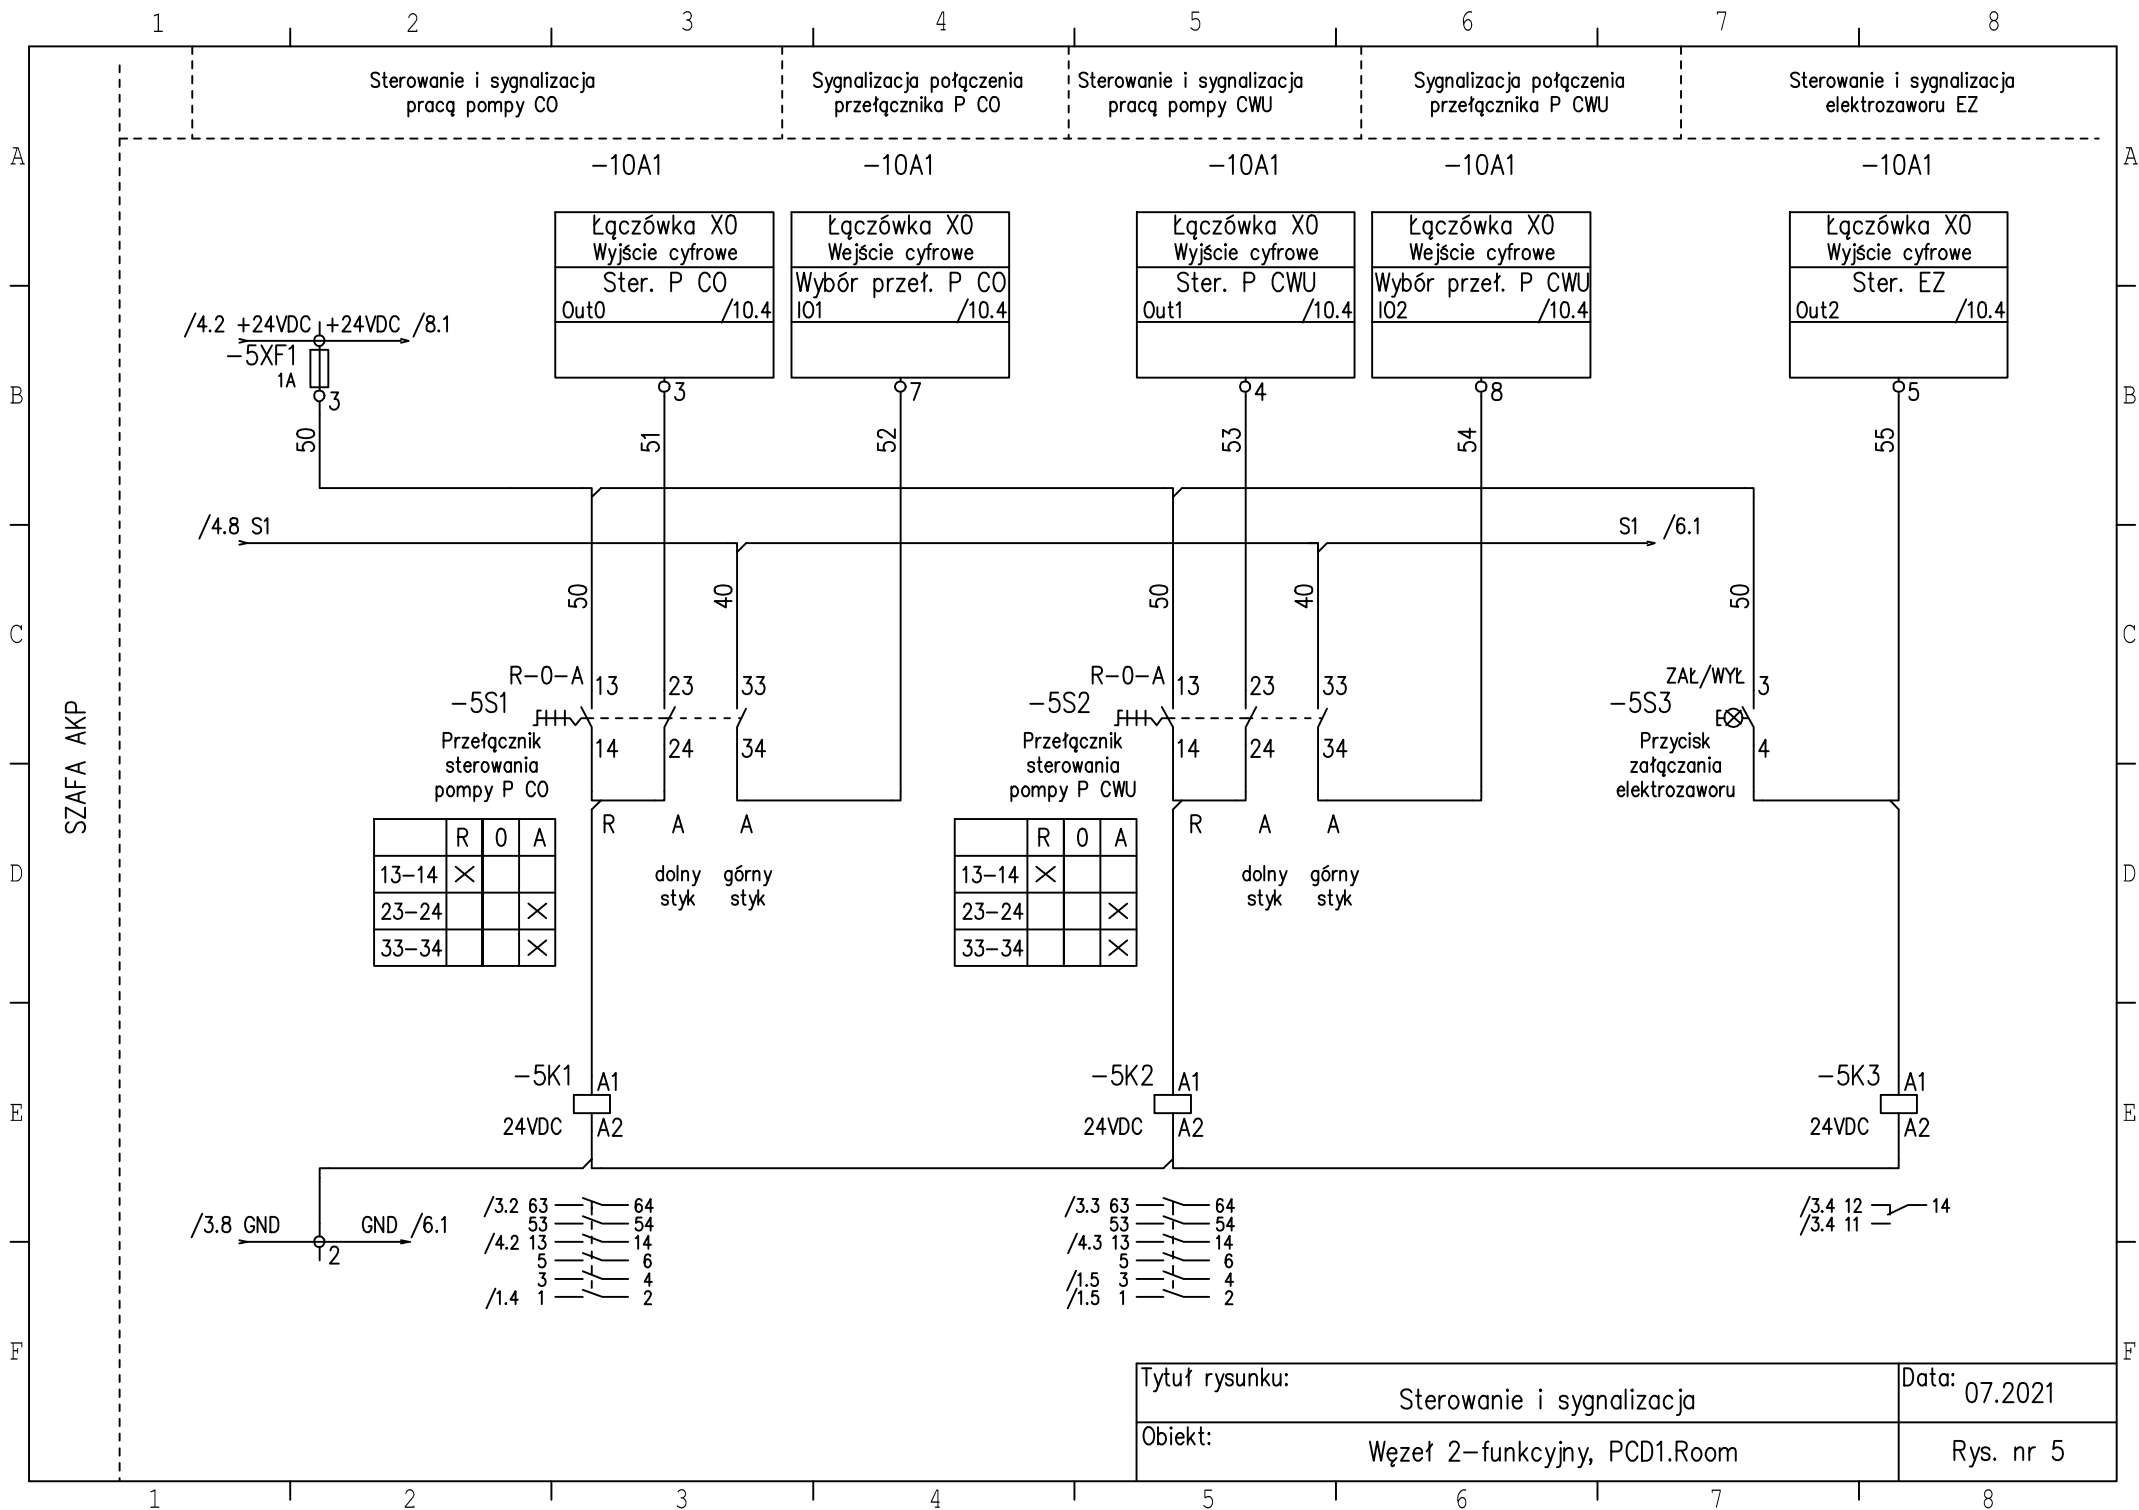 1 2 3 4 5 6 7 8
Sterowanie i sygnalizacja
pracą pompy CO
Sygnalizacja połączenia
przełącznika P CO
Sterowanie i sygnalizacja
pracą pompy CWU
Sygnalizacja połączenia
przełącznika P CWU
Sterowanie i sygnalizacja
elektrozaworu EZ
A A
-10A1 -10A1 -10A1 -10A1 -10A1
Łączówka X0
Wyjście cyfrowe
Ster. P CO
Out0 /10.4
Łączówka X0
Wejście cyfrowe
Wybór przeł. P CO
IO1 /10.4
Łączówka X0
Wyjście cyfrowe
Ster. P CWU
Out1 /10.4
Łączówka X0
Wejście cyfrowe
Wybór przeł. P CWU
IO2 /10.4
Łączówka X0
Wyjście cyfrowe
Ster. EZ
Out2 /10.4
/4.2 +24VDC +24VDC /8.1
-5XF1
1A
3
B B
3 7 4 8 5
50 51 52 53 54 55
/4.8 S1 S1 /6.1
50 40 50 40 50
C C
SZAFA AKP
R-0-A 13 23 33
-5S1
14 24 34
Przełącznik
sterowania
pompy P CO
R A A
dolny
styk
górny
styk
R 0 A
13-14 X
23-24 X
33-34 X
R-0-A 13 23 33
-5S2
14 24 34
Przełącznik
sterowania
pompy P CWU
R A A
dolny
styk
górny
styk
R 0 A
13-14 X
23-24 X
33-34 X
ZAŁ/WYŁ 3
-5S3
4
Przycisk
załączania
elektrozaworu
D D
-5K1 A1
24VDC A2
-5K2 A1
24VDC A2
-5K3 A1
24VDC A2
E E
/3.8 GND GND /6.1
2
/3.2 63 64
53 54
/4.2 13 14
5 6
3 4
/1.4 1 2
/3.3 63 64
53 54
/4.3 13 14
5 6
/1.5 3 4
/1.5 1 2
/3.4 12 14
/3.4 11
F F
Tytuł rysunku:
Sterowanie i sygnalizacja
Data: 07.2021
Obiekt:
Węzeł 2-funkcyjny, PCD1.Room
Rys. nr 5
1 2 3 4 5 6 7 8